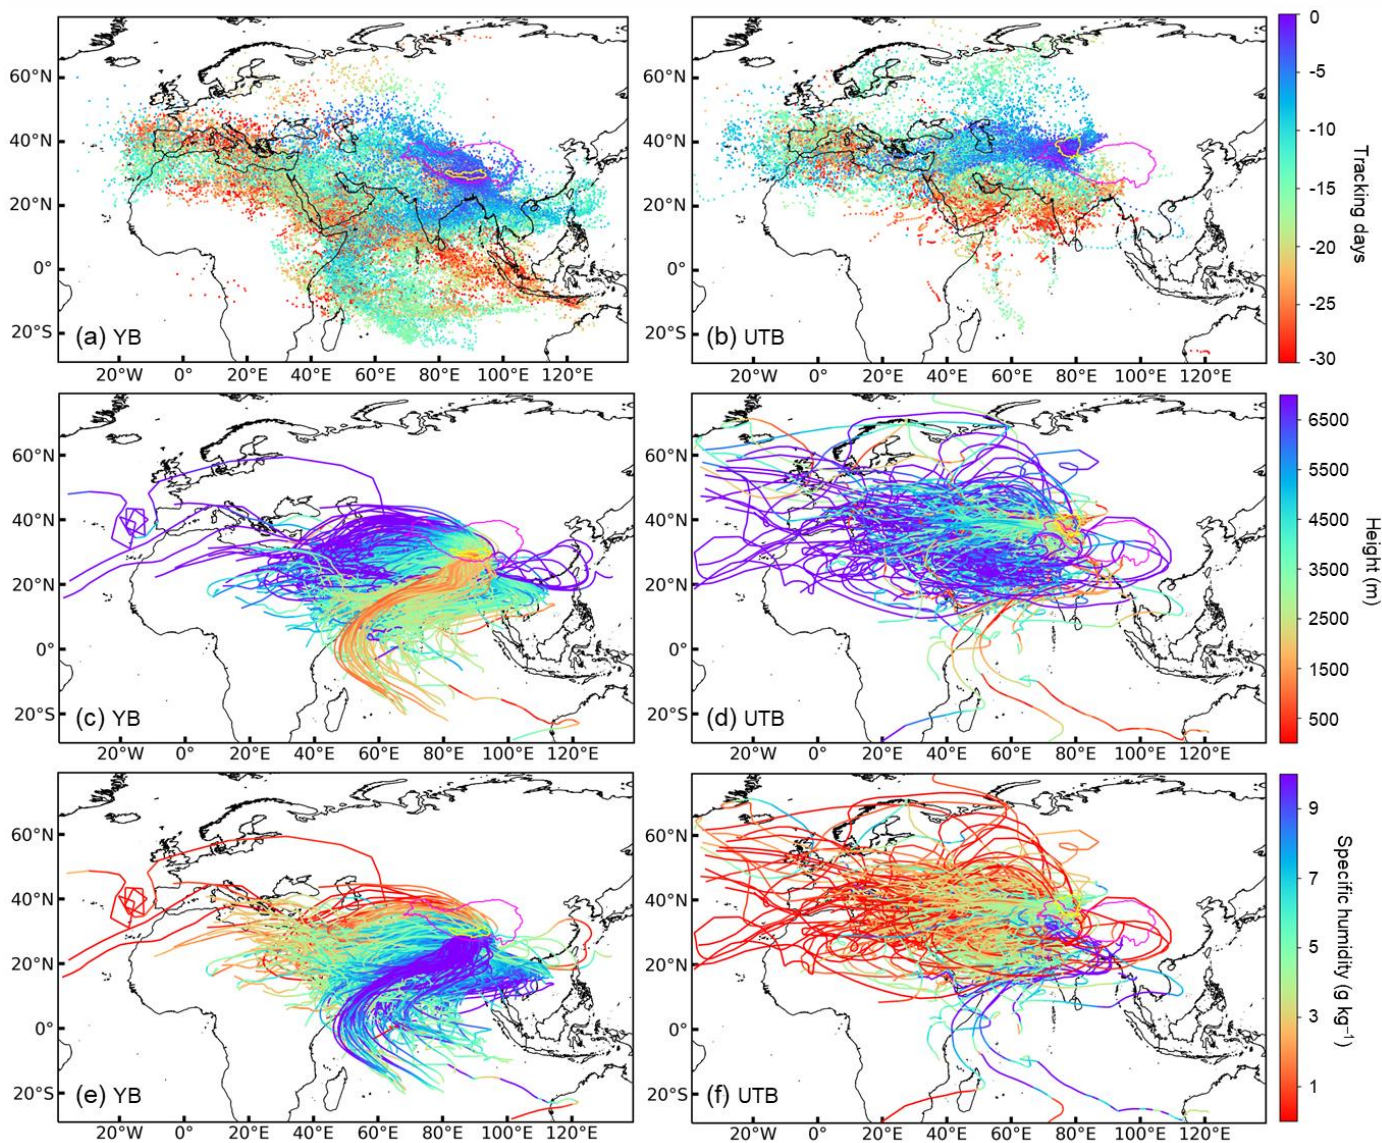 60°N
40°N
20°N
0°
20°S
(a) YB
20°W 0° 20°E 40°E 60°E 80°E 100°E 120°E
60°N
40°N
20°N
0°
20°S
(b) UTB
20°W 0° 20°E 40°E 60°E 80°E 100°E 120°E
0
-5
-10
-15
-20
-25
-30
Tracking days
60°N
40°N
20°N
0°
20°S
(c) YB
20°W 0° 20°E 40°E 60°E 80°E 100°E 120°E
60°N
40°N
20°N
0°
20°S
(d) UTB
20°W 0° 20°E 40°E 60°E 80°E 100°E 120°E
6500
5500
4500
3500
2500
1500
500
Height (m)
60°N
40°N
20°N
0°
20°S
(e) YB
20°W 0° 20°E 40°E 60°E 80°E 100°E 120°E
60°N
40°N
20°N
0°
20°S
(f) UTB
20°W 0° 20°E 40°E 60°E 80°E 100°E 120°E
9
7
5
3
1
Specific humidity (g kg⁻¹)